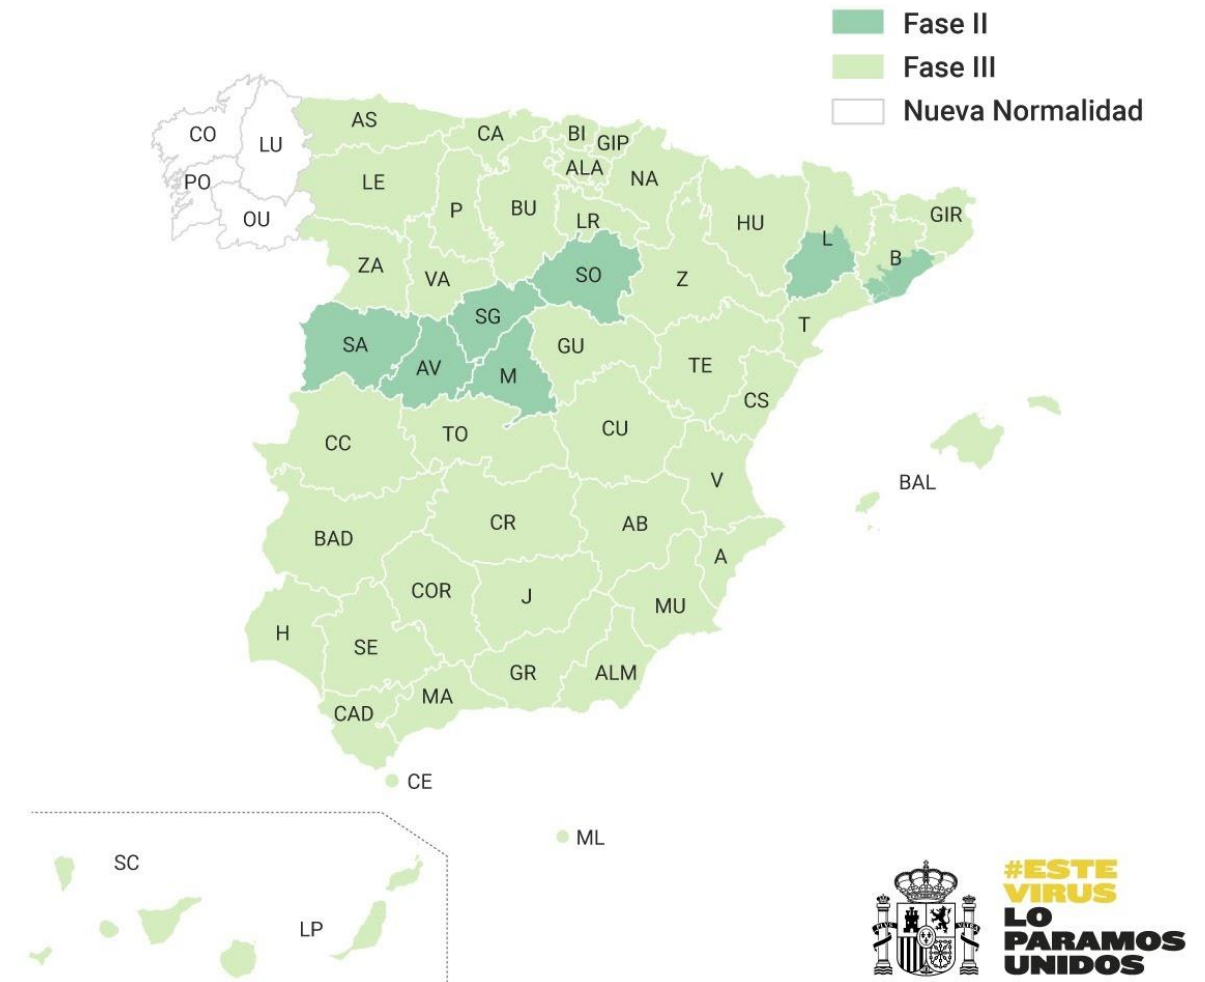 Fase II
Fase III
Nueva Normalidad
CO
LU
PO
OU
AS
CA
BI
GIP
ALA
NA
LE
P
BU
LR
HU
L
GIR
B
ZA
VA
SO
Z
T
SG
SA
AV
M
GU
TE
CS
CC
TO
CU
V
BAL
BAD
CR
AB
A
COR
J
MU
H
SE
GR
ALM
MA
CAD
CE
ML
SC
LP
#ESTE
VIRUS
LO
PARAMOS
UNIDOS